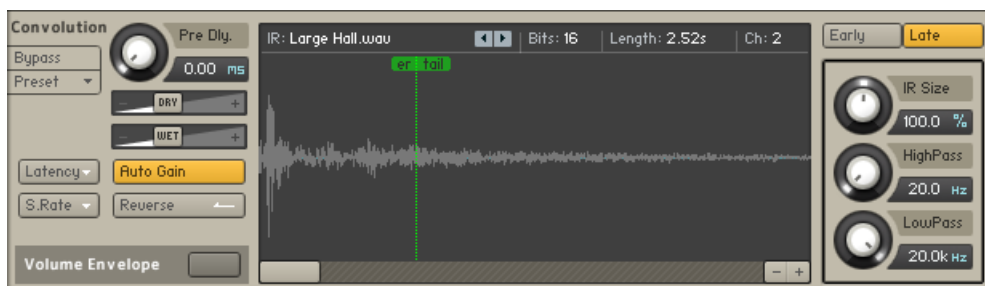 Convolution
Pre Dly.
Bypass
Preset
0.00 ms
- DRY +
- WET +
Latency
Auto Gain
S.Rate
Reverse
Volume Envelope
IR: Large Hall.wav
Bits: 16
Length: 2.52s
Ch: 2
er tail
- +
Early
Late
IR Size
100.0 %
HighPass
20.0 Hz
LowPass
20.0k Hz